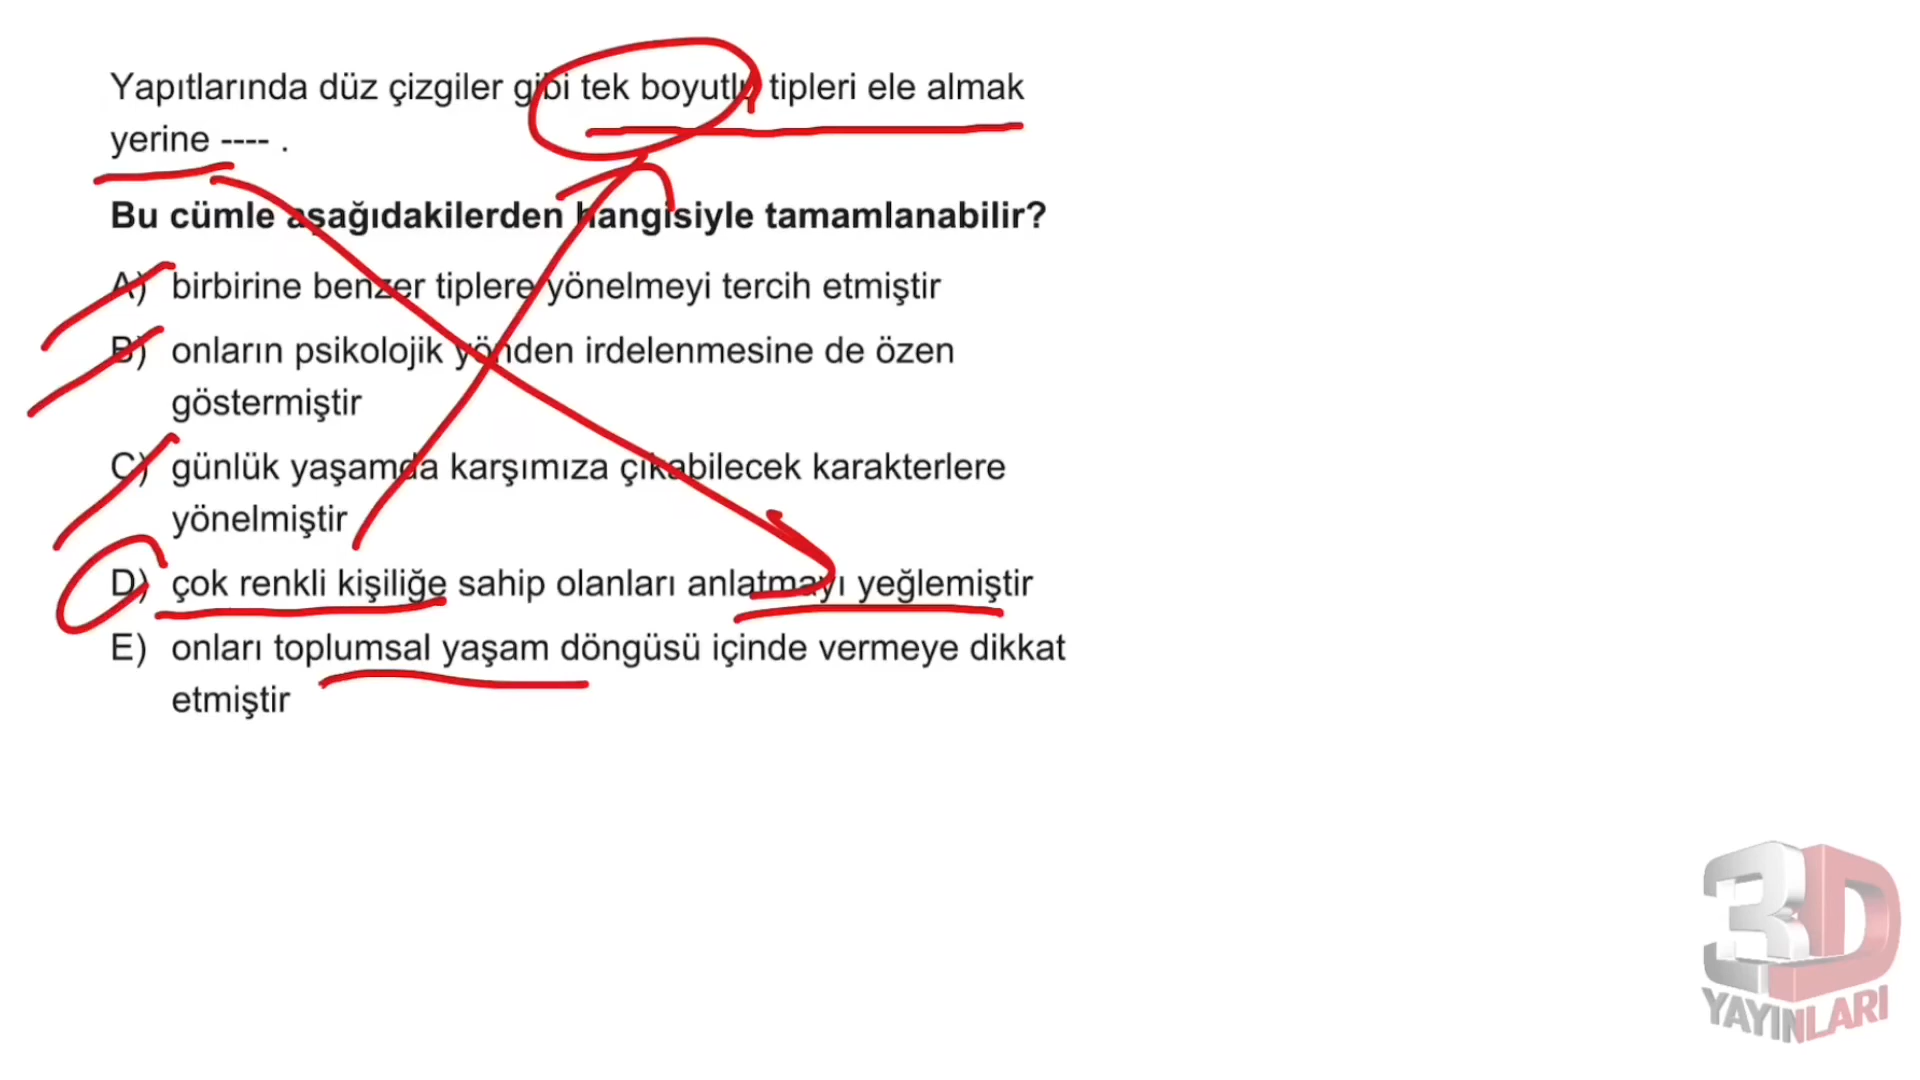 Yapıtlarında düz çizgiler gibi tek boyutlu tipleri ele almak
yerine ---- .
Bu cümle aşağıdakilerden hangisiyle tamamlanabilir?
A) birbirine benzer tiplere yönelmeyi tercih etmiştir
B) onların psikolojik yönden irdelenmesine de özen
göstermiştir
C) günlük yaşamda karşımıza çıkabilecek karakterlere
yönelmiştir
D) çok renkli kişiliğe sahip olanları anlatmayı yeğlemiştir
E) onları toplumsal yaşam döngüsü içinde vermeye dikkat
etmiştir
3D
YAYINLARI